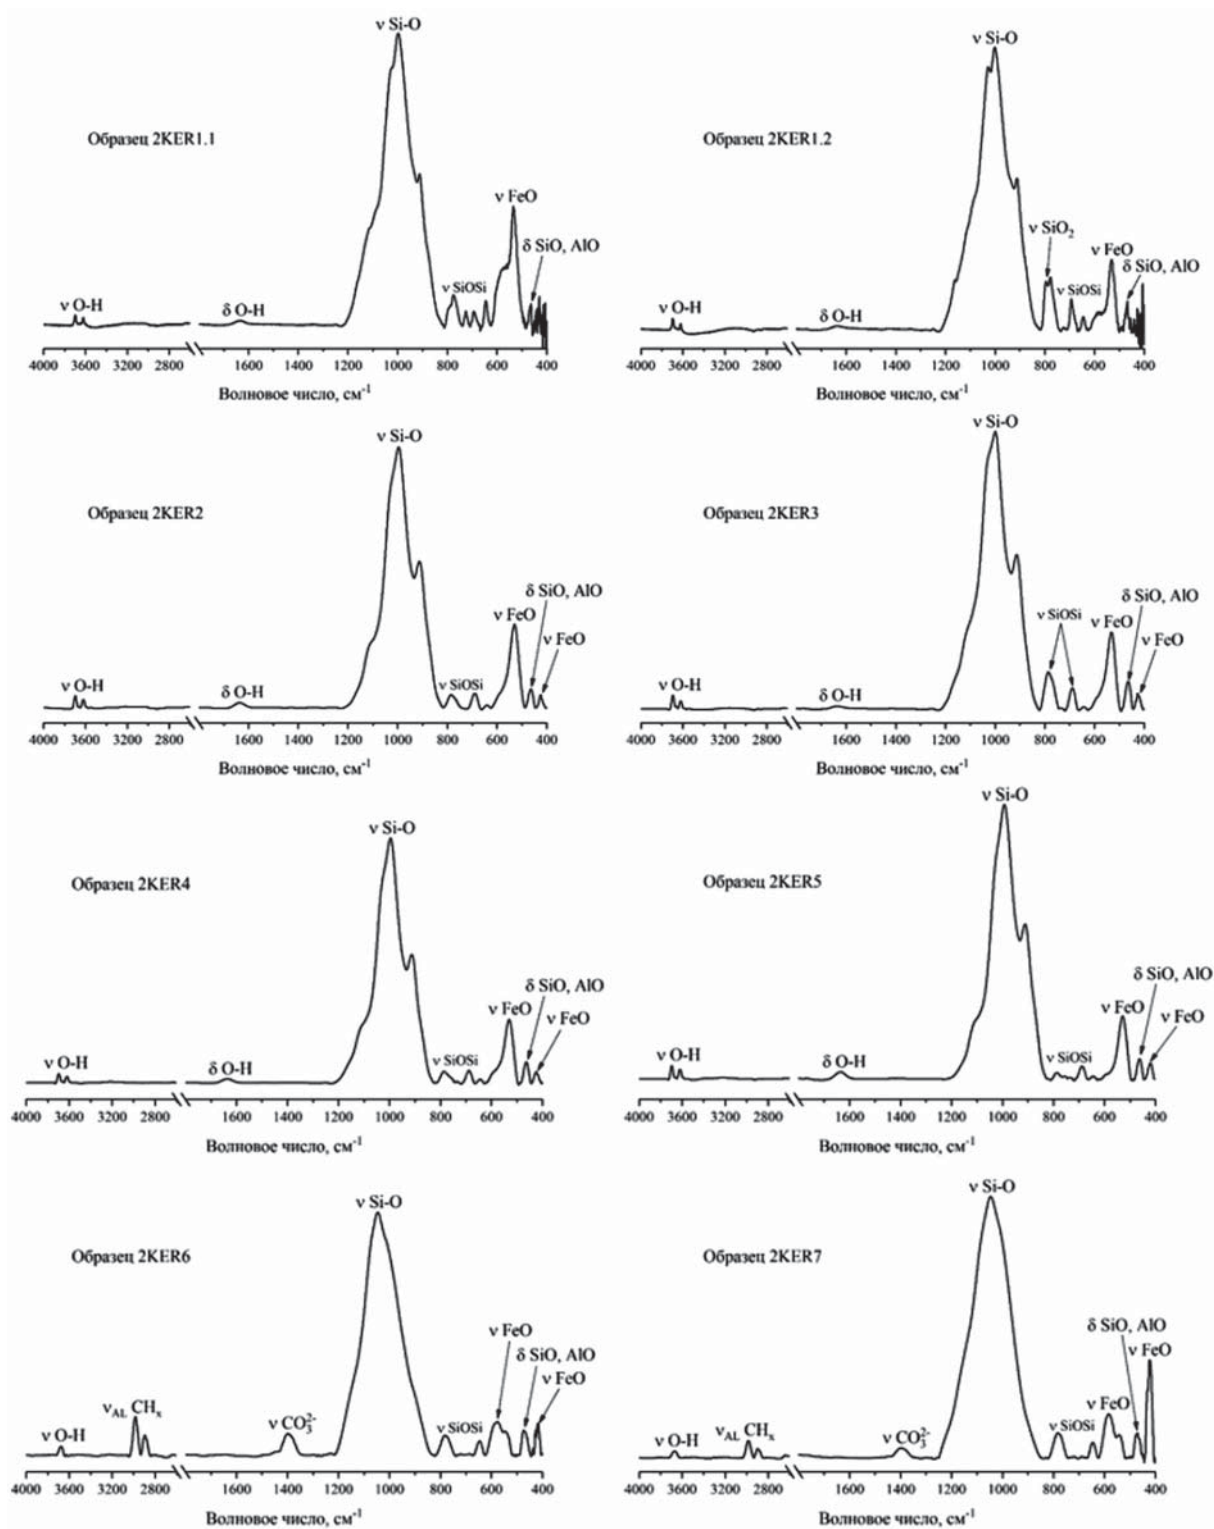 ν Si-O
Образец 2KER1.1
ν FeO
δ SiO, AlO
ν SiOSi
ν O-H
δ O-H
4000 3600 3200 2800 1600 1200 1000 800 600 400
Волновое число, см-1
ν Si-O
Образец 2KER1.2
ν SiO2
ν FeO
δ SiO, AlO
ν SiOSi
ν O-H
δ O-H
4000 3600 3200 2800 1600 1200 1000 800 600 400
Волновое число, см-1
ν Si-O
Образец 2KER2
δ SiO, AlO
ν FeO
ν FeO
ν O-H
δ O-H
ν SiOSi
4000 3600 3200 2800 1600 1200 1000 800 600 400
Волновое число, см-1
ν Si-O
Образец 2KER3
δ SiO, AlO
ν SiOSi
ν FeO
ν FeO
ν O-H
δ O-H
4000 3600 3200 2800 1600 1200 1000 800 600 400
Волновое число, см-1
ν Si-O
Образец 2KER4
δ SiO, AlO
ν FeO
ν FeO
ν O-H
δ O-H
ν SiOSi
4000 3600 3200 2800 1600 1200 1000 800 600 400
Волновое число, см-1
ν Si-O
Образец 2KER5
δ SiO, AlO
ν FeO
ν FeO
ν O-H
δ O-H
ν SiOSi
4000 3600 3200 2800 1600 1200 1000 800 600 400
Волновое число, см-1
ν Si-O
Образец 2KER6
ν FeO
δ SiO, AlO
ν FeO
νAL CHx
ν CO3 2-
ν O-H
ν SiOSi
4000 3600 3200 2800 1600 1400 1200 1000 800 600 400
Волновое число, см-1
ν Si-O
Образец 2KER7
δ SiO, AlO
ν FeO
ν FeO
νAL CHx
ν CO3 2-
ν O-H
ν SiOSi
4000 3600 3200 2800 1600 1400 1200 1000 800 600 400
Волновое число, см-1